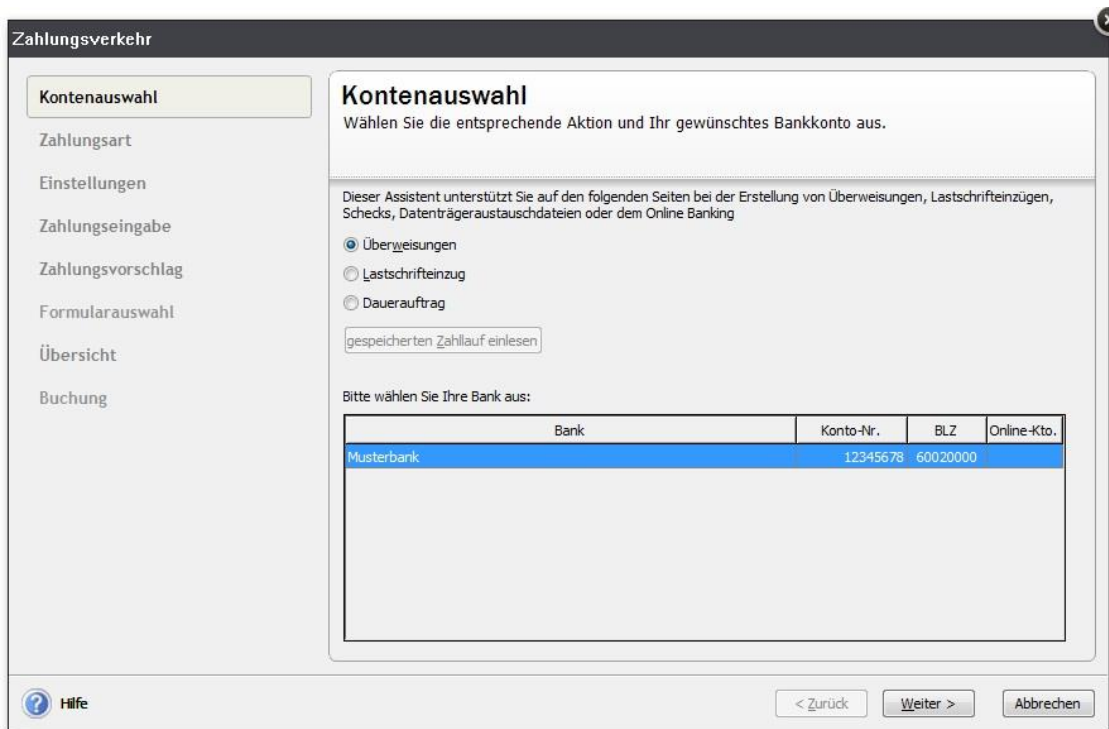 Zahlungsverkehr
Kontenauswahl
Zahlungsart
Einstellungen
Zahlungseingabe
Zahlungsvorschlag
Formularauswahl
Übersicht
Buchung
Kontenauswahl
Wählen Sie die entsprechende Aktion und Ihr gewünschtes Bankkonto aus.
Dieser Assistent unterstützt Sie auf den folgenden Seiten bei der Erstellung von Überweisungen, Lastschrifteinzügen,
Schecks, Datenträgeraustauschdateien oder dem Online Banking
Überweisungen
Lastschrifteinzug
Dauerauftrag
gespeicherten Zahllauf einlesen
Bitte wählen Sie Ihre Bank aus:
Bank Konto-Nr. BLZ Online-Kto.
Musterbank 12345678 60020000
Hilfe < Zurück Weiter > Abbrechen